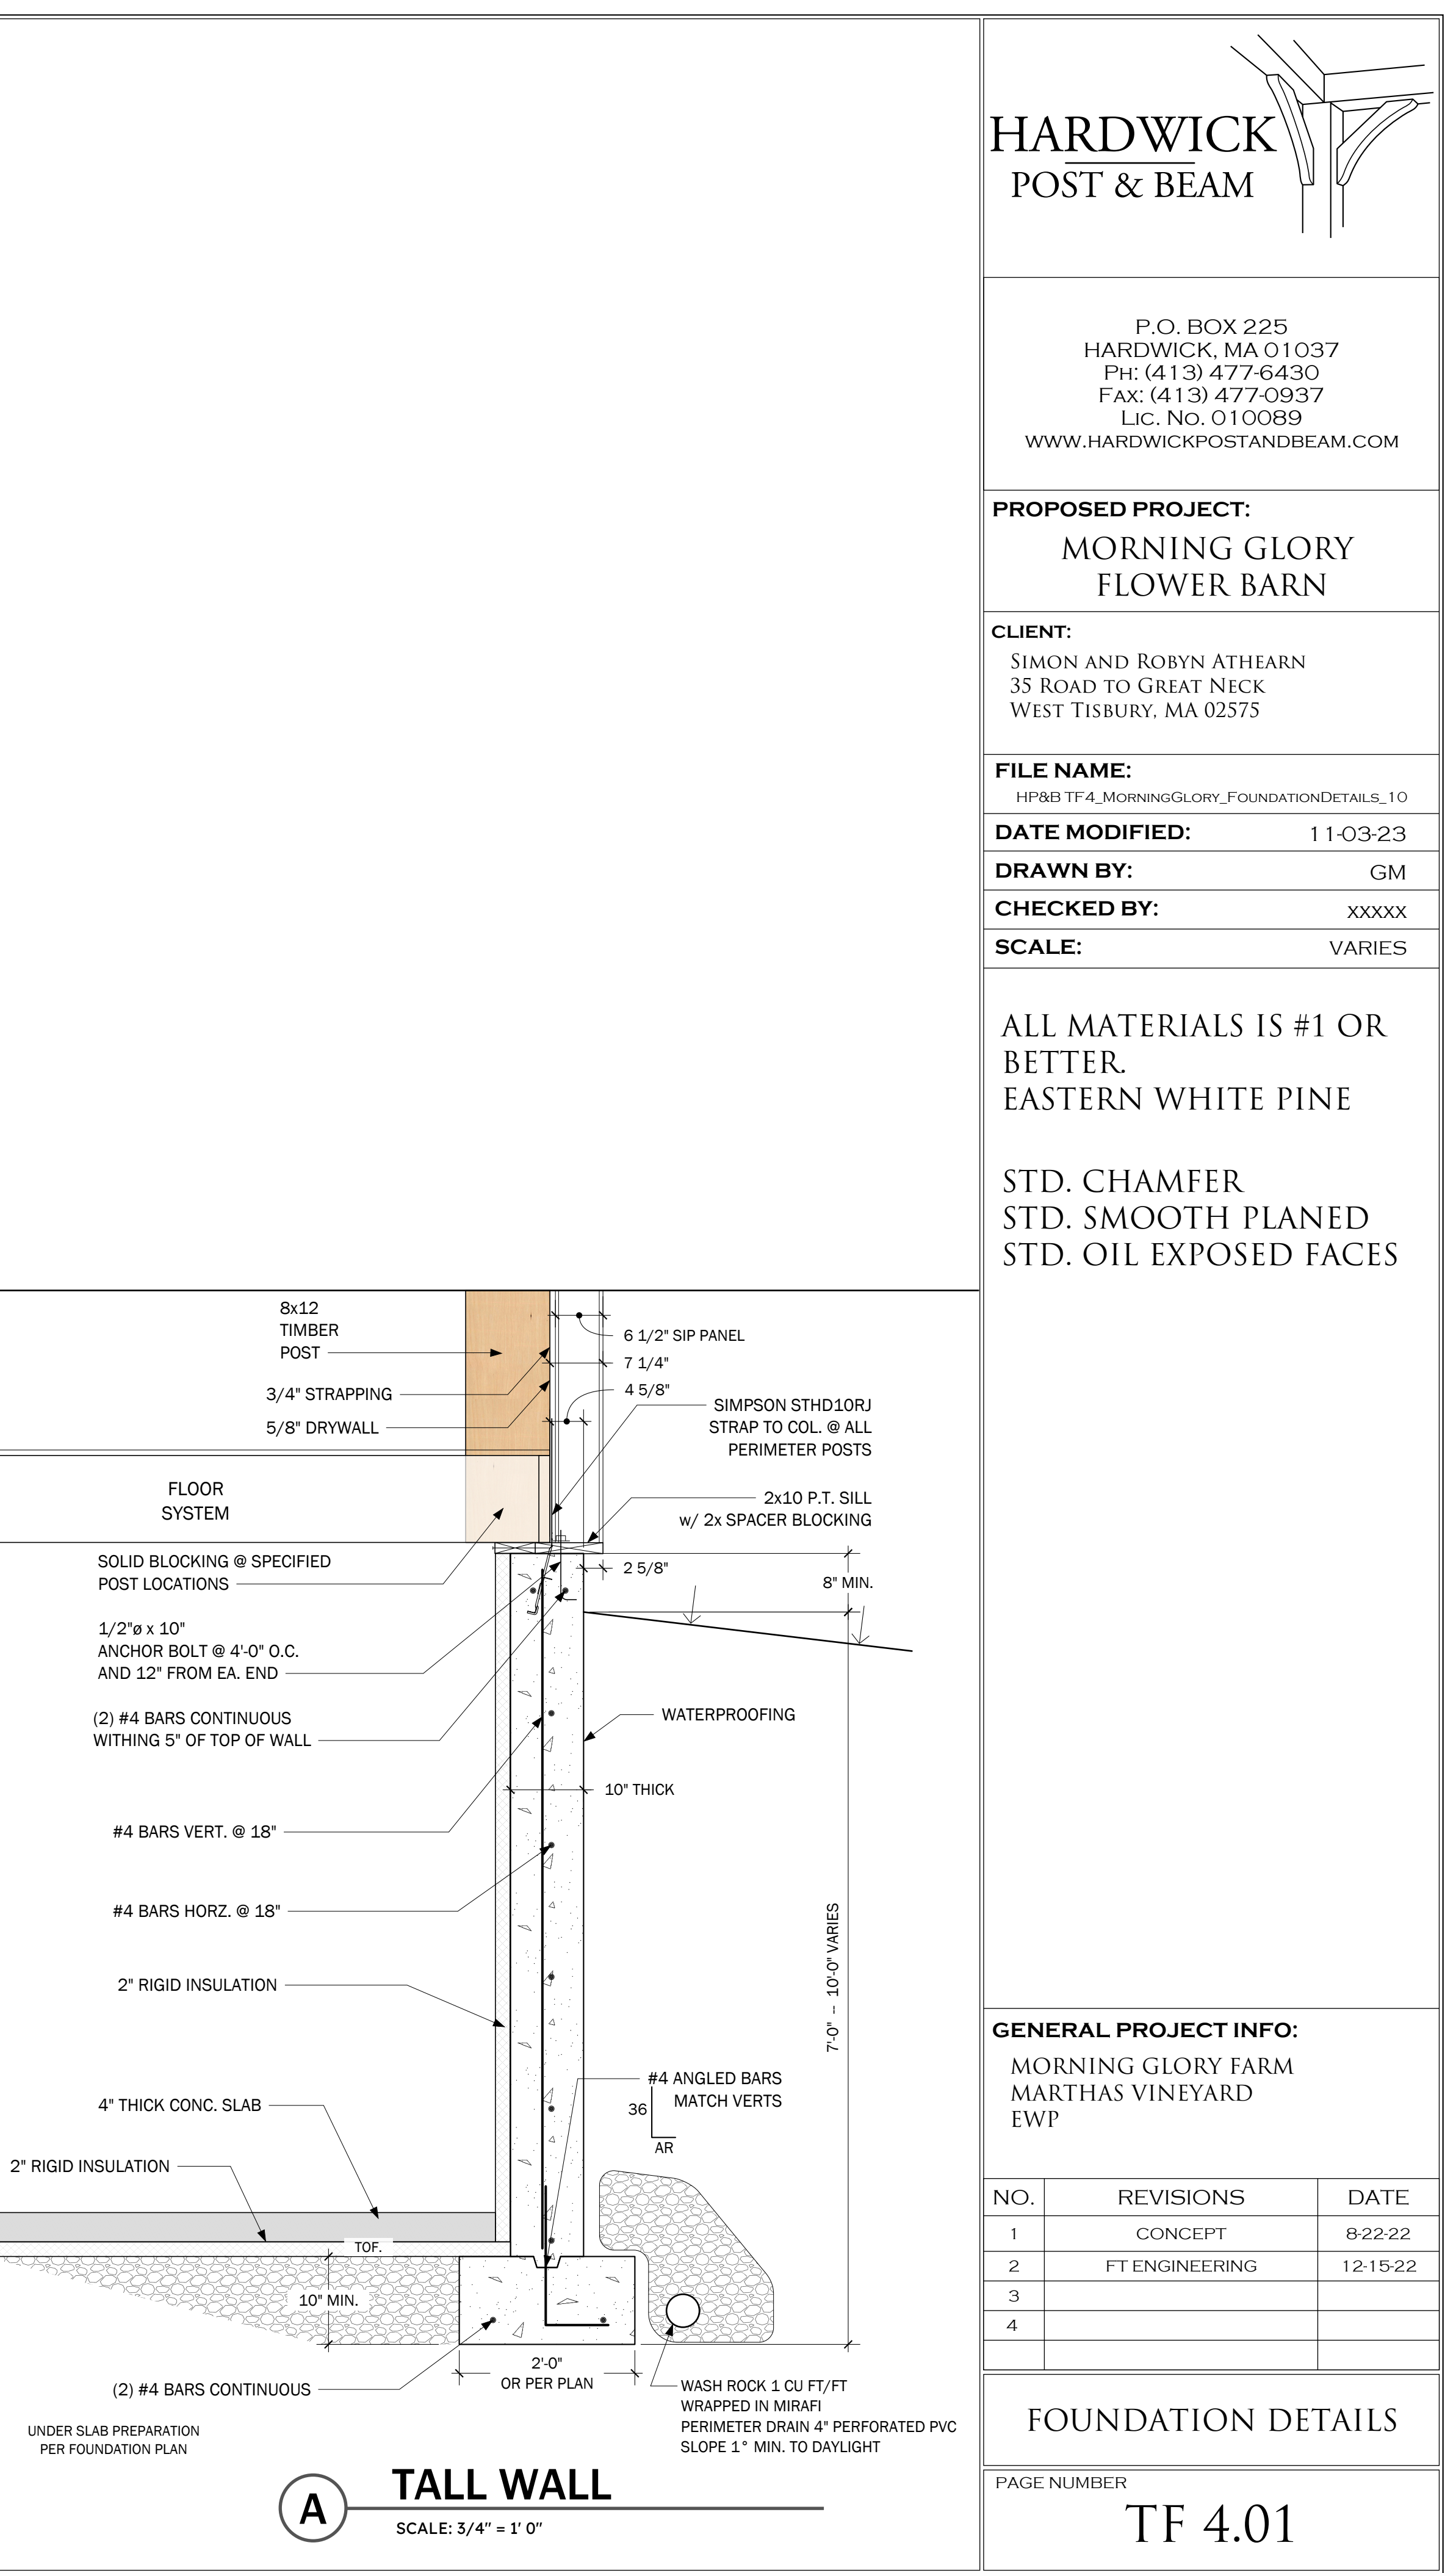 HARDWICK
POST & BEAM
P.O. BOX 225
HARDWICK, MA 01037
PH: (413) 477-6430
FAX: (413) 477-0937
LIC. NO. 010089
WWW.HARDWICKPOSTANDBEAM.COM
PROPOSED PROJECT:
MORNING GLORY
FLOWER BARN
CLIENT:
SIMON AND ROBYN ATHEARN
35 ROAD TO GREAT NECK
WEST TISBURY, MA 02575
FILE NAME:
HP&B TF4_MORNINGGLORY_FOUNDATIONDETAILS_10
DATE MODIFIED: 11-03-23
DRAWN BY: GM
CHECKED BY: XXXXX
SCALE: VARIES
ALL MATERIALS IS #1 OR
BETTER.
EASTERN WHITE PINE
STD. CHAMFER
STD. SMOOTH PLANED
STD. OIL EXPOSED FACES
8x12
TIMBER
POST
3/4" STRAPPING
5/8" DRYWALL
6 1/2" SIP PANEL
7 1/4"
4 5/8"
SIMPSON STHD10RJ
STRAP TO COL. @ ALL
PERIMETER POSTS
FLOOR
SYSTEM
2x10 P.T. SILL
w/ 2x SPACER BLOCKING
SOLID BLOCKING @ SPECIFIED
POST LOCATIONS
2 5/8"
8" MIN.
1/2"ø x 10"
ANCHOR BOLT @ 4'-0" O.C.
AND 12" FROM EA. END
(2) #4 BARS CONTINUOUS
WITHING 5" OF TOP OF WALL
WATERPROOFING
10" THICK
#4 BARS VERT. @ 18"
#4 BARS HORZ. @ 18"
2" RIGID INSULATION
7'-0" -- 10'-0" VARIES
#4 ANGLED BARS
MATCH VERTS
36
AR
4" THICK CONC. SLAB
2" RIGID INSULATION
TOF.
10" MIN.
2'-0"
OR PER PLAN
(2) #4 BARS CONTINUOUS
WASH ROCK 1 CU FT/FT
WRAPPED IN MIRAFI
PERIMETER DRAIN 4" PERFORATED PVC
SLOPE 1° MIN. TO DAYLIGHT
UNDER SLAB PREPARATION
PER FOUNDATION PLAN
A
TALL WALL
SCALE: 3/4" = 1' 0"
GENERAL PROJECT INFO:
MORNING GLORY FARM
MARTHAS VINEYARD
EWP
NO. REVISIONS DATE
1 CONCEPT 8-22-22
2 FT ENGINEERING 12-15-22
3
4
FOUNDATION DETAILS
PAGE NUMBER
TF 4.01